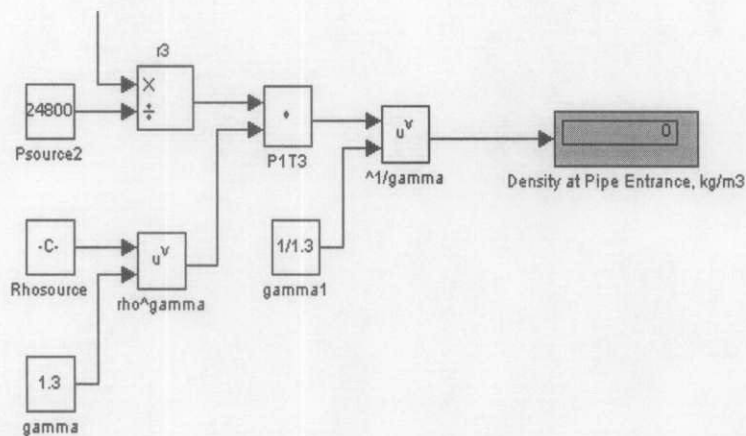 r3
×
÷
24800
Psource2
P1T3
u^v
^1/gamma
0
Density at Pipe Entrance, kg/m3
-C-
Rhosource
u^v
rho^gamma
1/1.3
gamma1
1.3
gamma